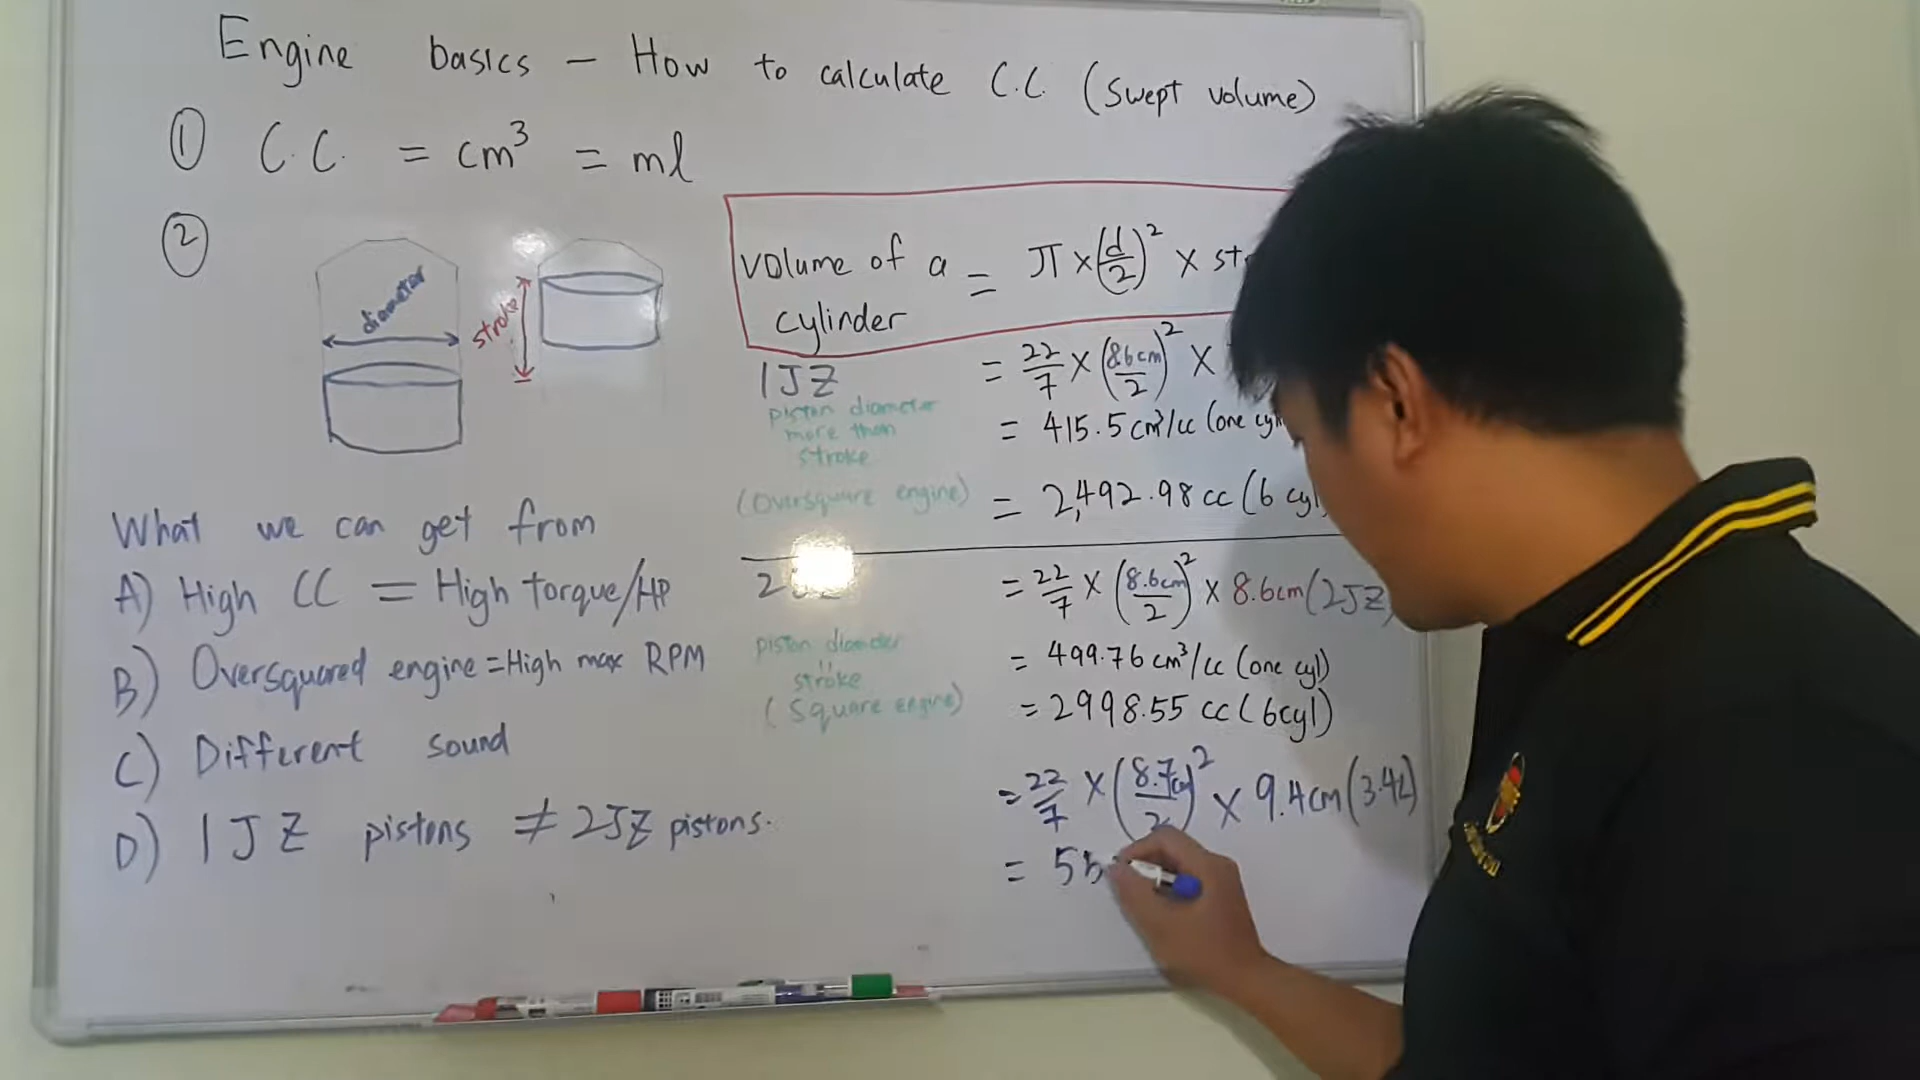 Engine basics - How to calculate C.C. (Swept volume)
① C.C. = cm³ = ml
②
diameter
stroke
volume of a cylinder = π × (d/2)² × st
1JZ
= 22/7 × (8.6cm/2)² ×
piston diameter
more than
stroke
(Oversquare engine)
= 415.5 cm³/cc (one cyl
= 2,492.98 cc (6 cyl
2
= 22/7 × (8.6cm/2)² × 8.6cm (2JZ)
piston diameter
"
stroke
(Square engine)
= 499.76 cm³/cc (one cyl)
= 2998.55 cc (6cyl)
= 22/7 × (8.7cm/2)² × 9.4cm (3.4L)
= 55
What we can get from
A) High CC = High torque/HP
B) Oversquared engine = High max RPM
C) Different sound
D) 1JZ pistons ≠ 2JZ pistons.